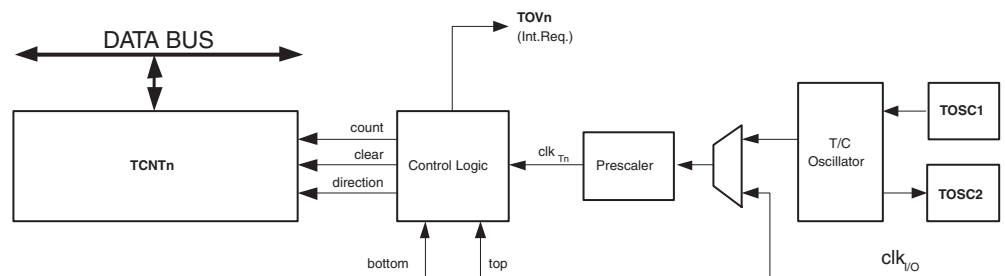 TOVn
(Int.Req.)
DATA BUS
TCNTn
count
clear
direction
Control Logic
clk Tn
Prescaler
T/C
Oscillator
TOSC1
TOSC2
bottom
top
clk I/O